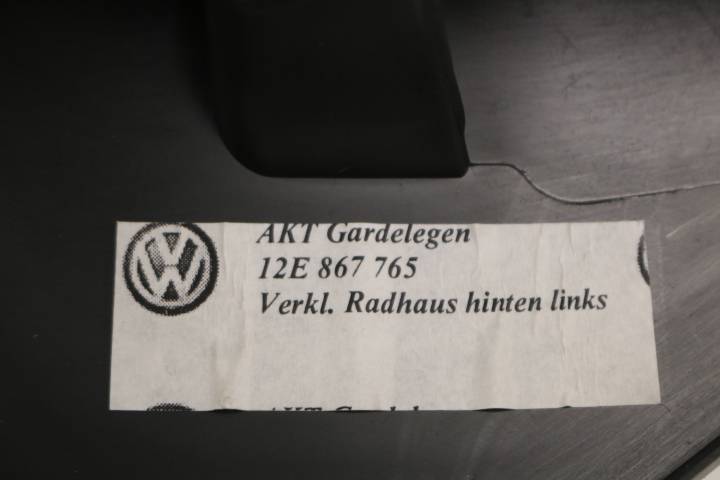 AKT Gardelegen
12E 867 765
Verkl. Radhaus hinten links